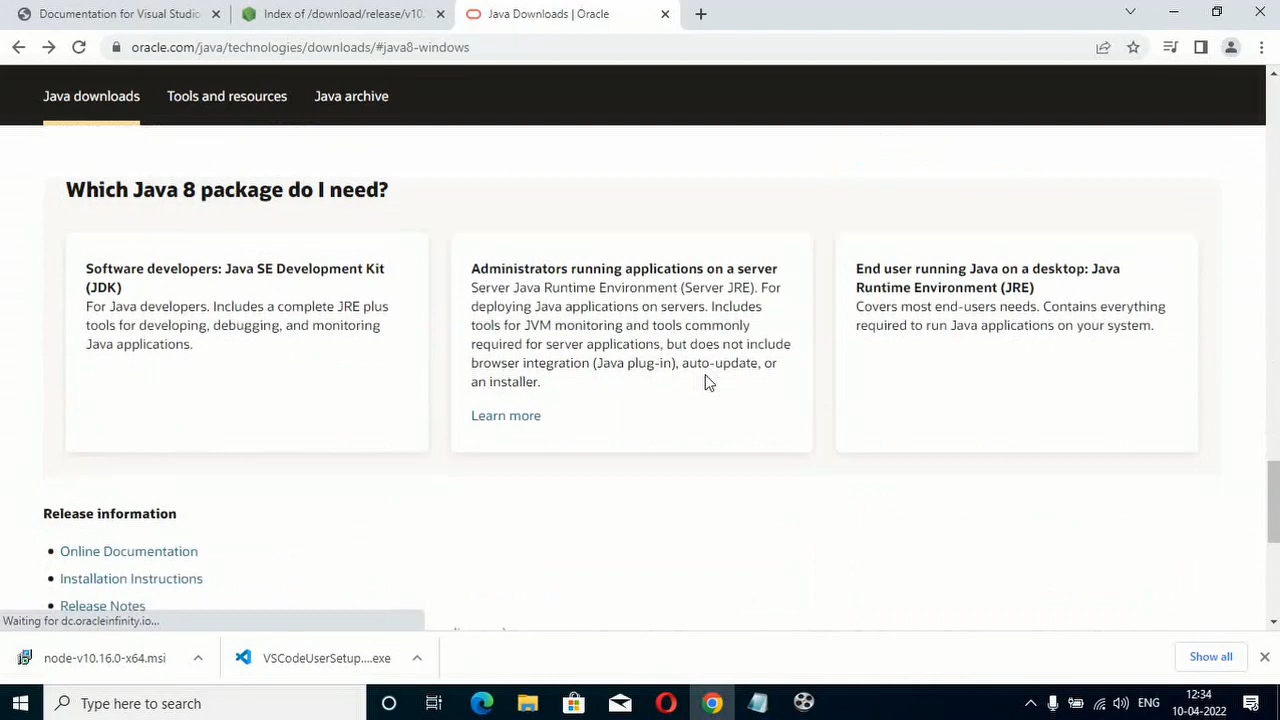 Documentation for Visual Studio
Index of /download/release/v10.
Java Downloads | Oracle
oracle.com/java/technologies/downloads/#java8-windows
Java downloads
Tools and resources
Java archive
Which Java 8 package do I need?
Software developers: Java SE Development Kit
(JDK)
For Java developers. Includes a complete JRE plus
tools for developing, debugging, and monitoring
Java applications.
Administrators running applications on a server
Server Java Runtime Environment (Server JRE). For
deploying Java applications on servers. Includes
tools for JVM monitoring and tools commonly
required for server applications, but does not include
browser integration (Java plug-in), auto-update, or
an installer.
Learn more
End user running Java on a desktop: Java
Runtime Environment (JRE)
Covers most end-users needs. Contains everything
required to run Java applications on your system.
Release information
Online Documentation
Installation Instructions
Release Notes
Waiting for dc.oracleinfinity.io...
node-v10.16.0-x64.msi
VSCodeUserSetup....exe
Show all
Type here to search
ENG
12:34
10-04-2022